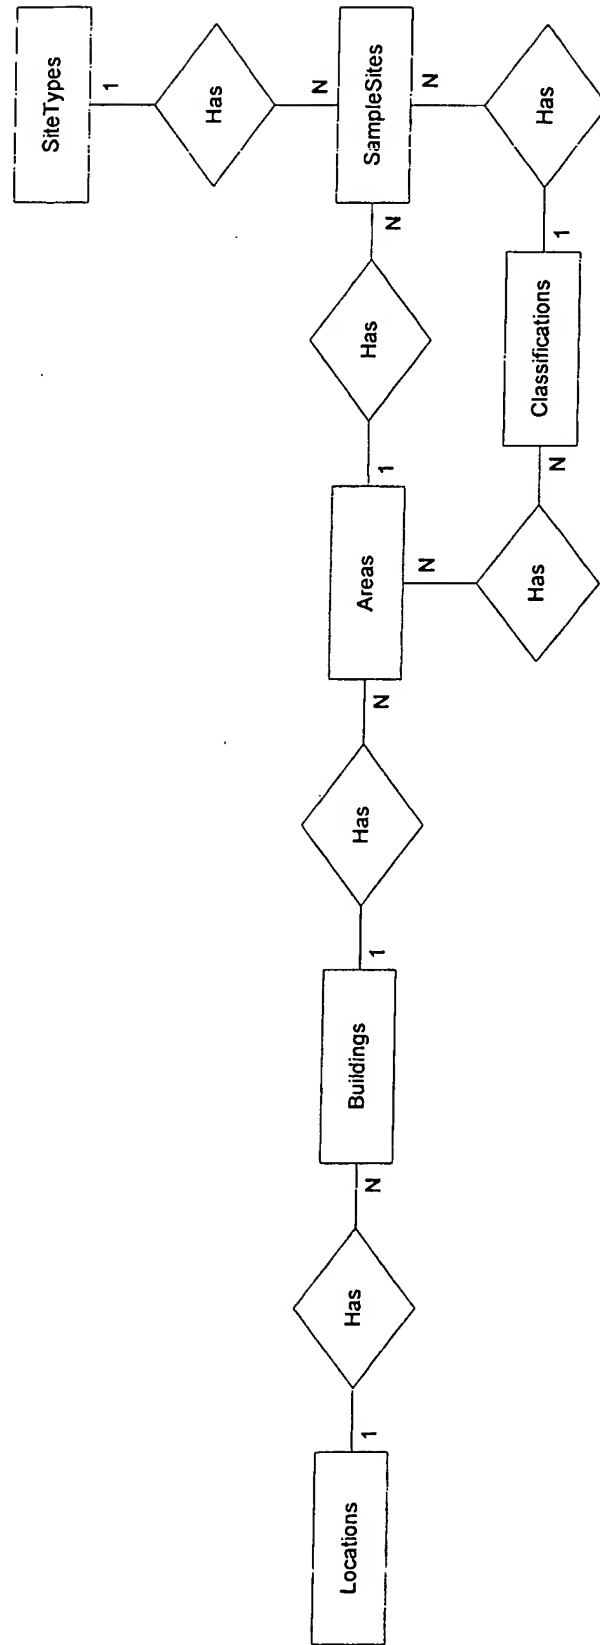 SiteTypes
1
Has
N
Locations
1
Has
N
Buildings
1
Has
N
Areas
1
Has
N
SampleSites
N
N
Has
N
Classifications
1
Has